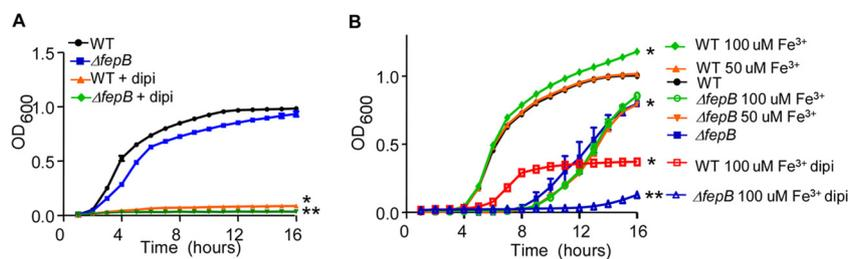 A
WT
ΔfepB
WT + dipi
ΔfepB + dipi
1.5
1.0
0.5
0.0
OD600
0 4 8 12 16
Time (hours)
*
**
B
1.0
0.5
0.0
OD600
0 4 8 12 16
Time (hours)
*
*
*
**
WT 100 uM Fe³⁺
WT 50 uM Fe³⁺
WT
ΔfepB 100 uM Fe³⁺
ΔfepB 50 uM Fe³⁺
ΔfepB
WT 100 uM Fe³⁺ dipi
ΔfepB 100 uM Fe³⁺ dipi